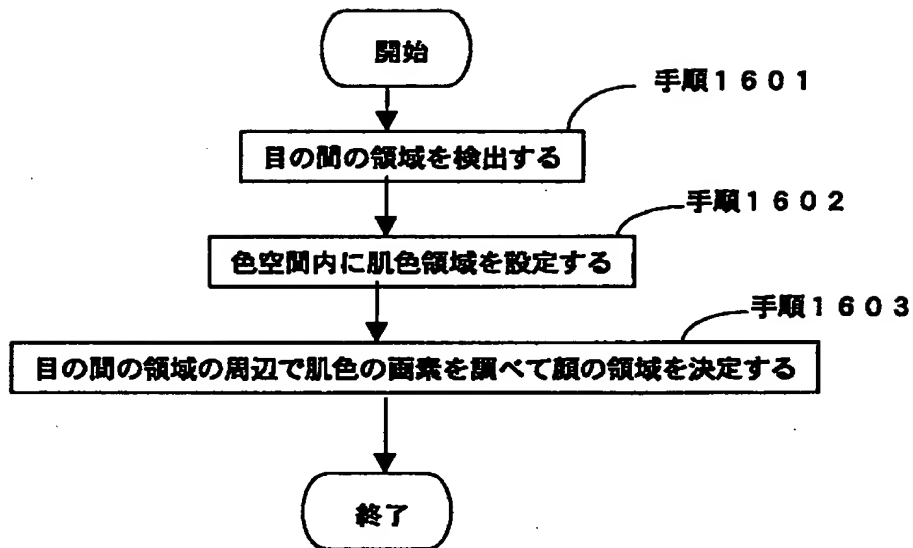 開始
手順1601
目の間の領域を検出する
手順1602
色空間内に肌色領域を設定する
手順1603
目の間の領域の周辺で肌色の画素を調べて顔の領域を決定する
終了